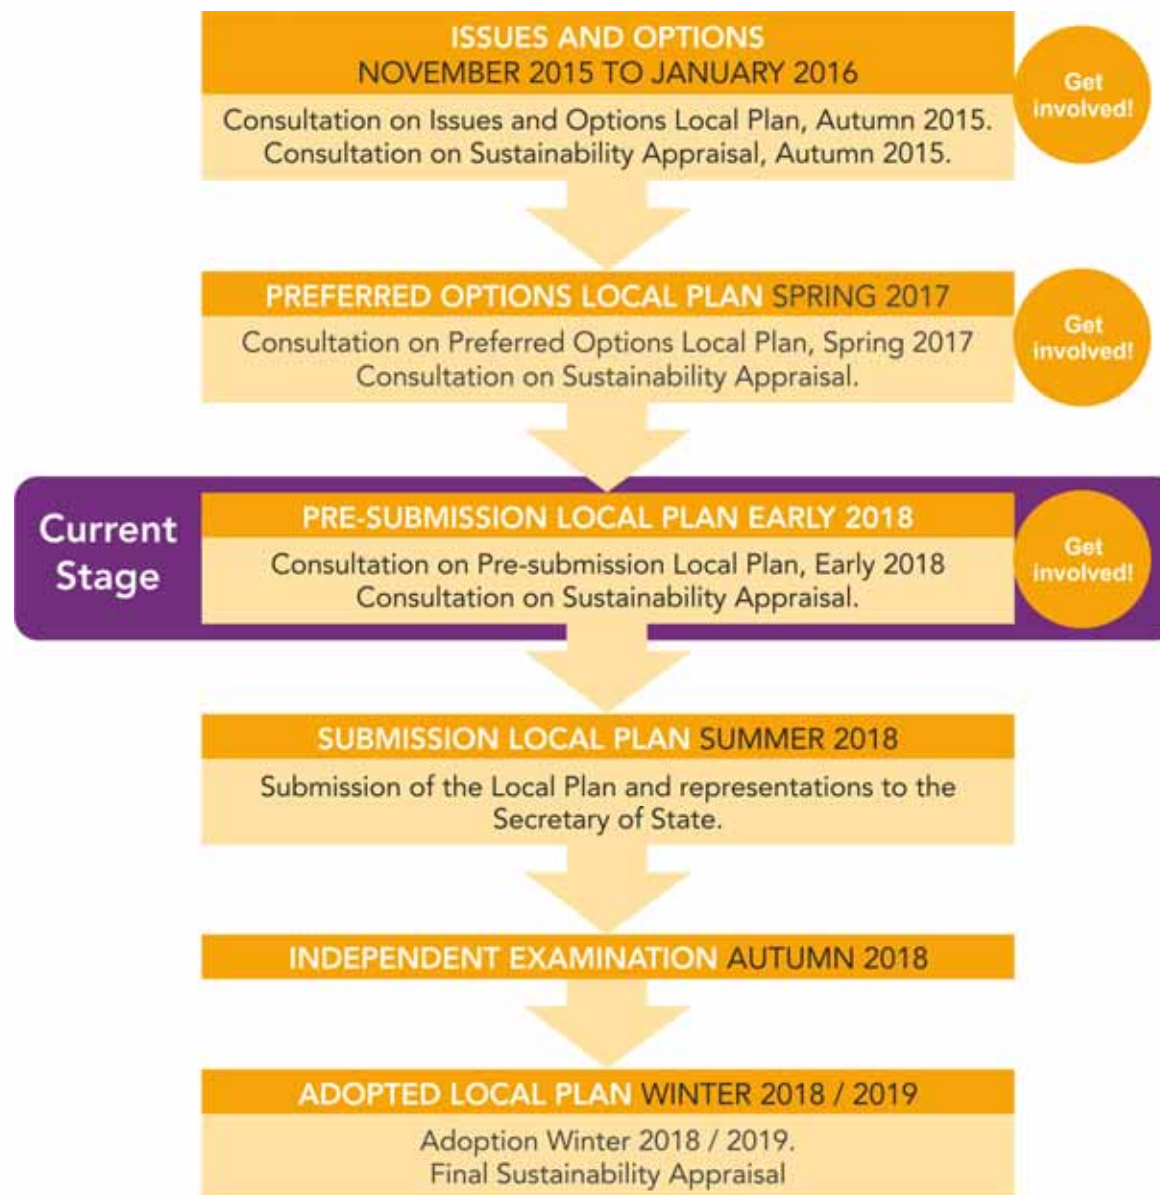 ISSUES AND OPTIONS
NOVEMBER 2015 TO JANUARY 2016
Get
involved!
Consultation on Issues and Options Local Plan, Autumn 2015.
Consultation on Sustainability Appraisal, Autumn 2015.
PREFERRED OPTIONS LOCAL PLAN SPRING 2017
Get
involved!
Consultation on Preferred Options Local Plan, Spring 2017
Consultation on Sustainability Appraisal.
Current
Stage
PRE-SUBMISSION LOCAL PLAN EARLY 2018
Get
involved!
Consultation on Pre-submission Local Plan, Early 2018
Consultation on Sustainability Appraisal.
SUBMISSION LOCAL PLAN SUMMER 2018
Submission of the Local Plan and representations to the
Secretary of State.
INDEPENDENT EXAMINATION AUTUMN 2018
ADOPTED LOCAL PLAN WINTER 2018 / 2019
Adoption Winter 2018 / 2019.
Final Sustainability Appraisal